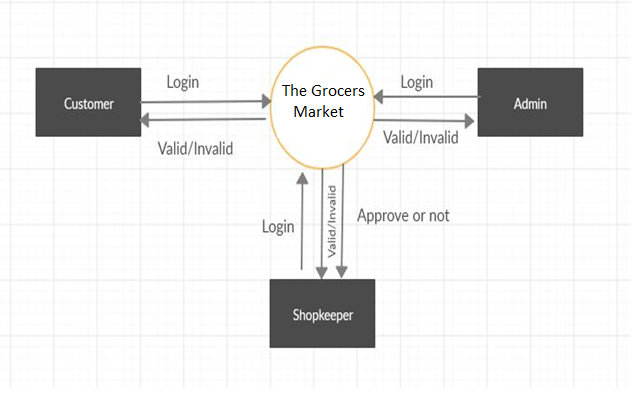 Login
The Grocers
Market
Login
Customer
Admin
Valid/Invalid
Valid/Invalid
Login
Valid/Invalid
Approve or not
Shopkeeper